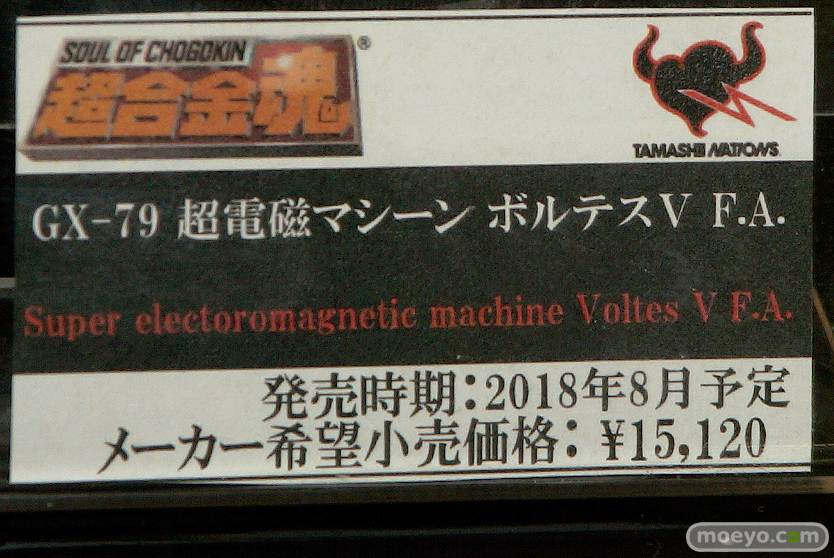 SOUL OF CHOGOKIN
超合金魂
®
TAMASHII NATIONS
GX-79 超電磁マシーン ボルテスV F.A.
Super electoromagnetic machine Voltes V F.A.
発売時期：2018年8月予定
メーカー希望小売価格：¥15,120
moeyo.com